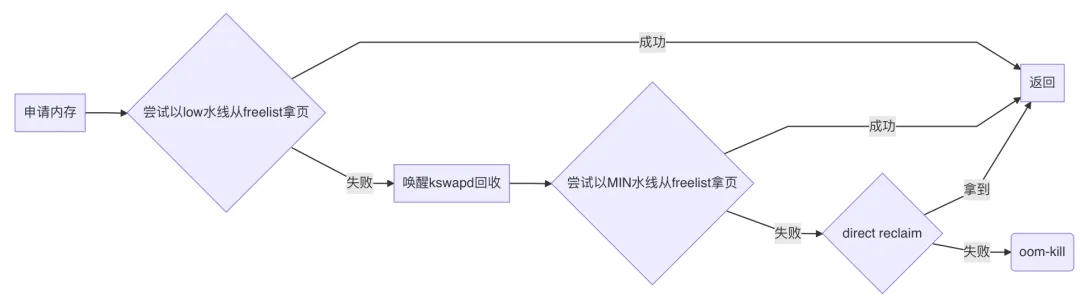 申请内存
尝试以low水线从freelist拿页
成功
返回
失败
唤醒kswapd回收
尝试以MIN水线从freelist拿页
成功
失败
direct reclaim
拿到
失败
oom-kill